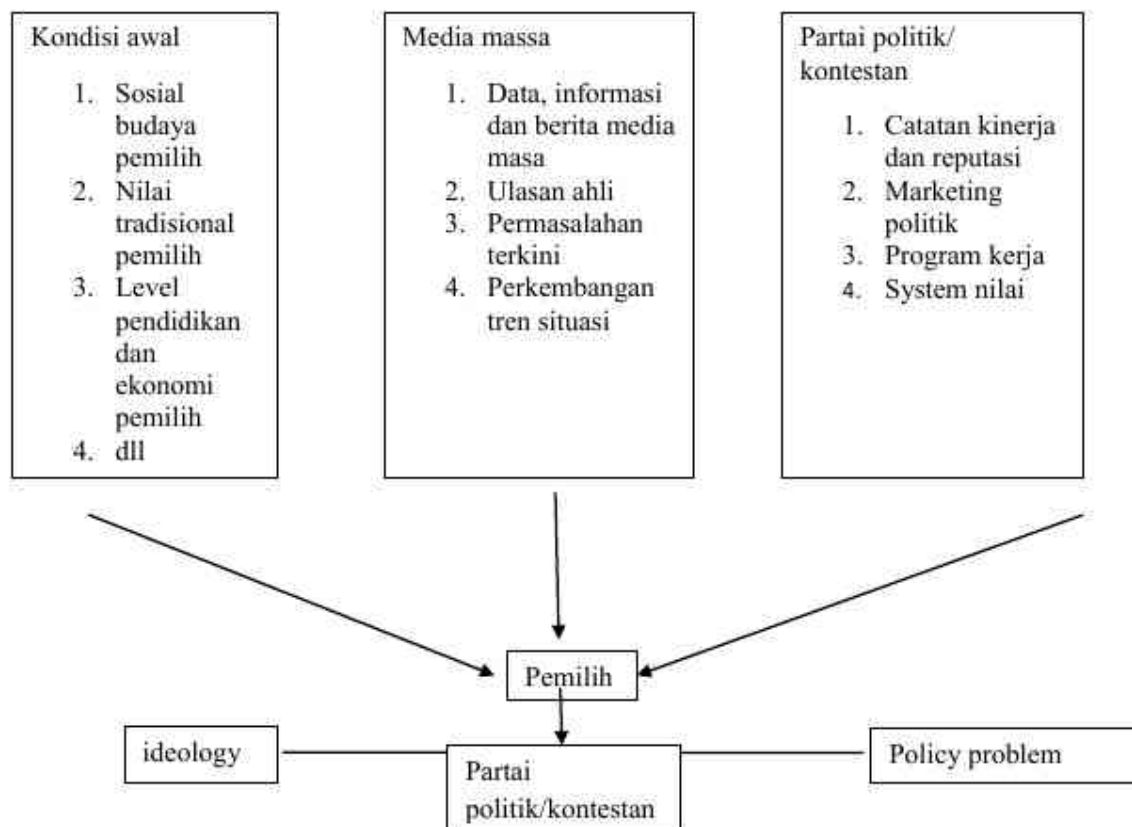 Kondisi awal
1. Sosial
budaya
pemilih
2. Nilai
tradisional
pemilih
3. Level
pendidikan
dan
ekonomi
pemilih
4. dll
Media massa
1. Data, informasi
dan berita media
masa
2. Ulasan ahli
3. Permasalahan
terkini
4. Perkembangan
tren situasi
Partai politik/
kontestan
1. Catatan kinerja
dan reputasi
2. Marketing
politik
3. Program kerja
4. System nilai
Pemilih
ideology
Partai
politik/kontestan
Policy problem